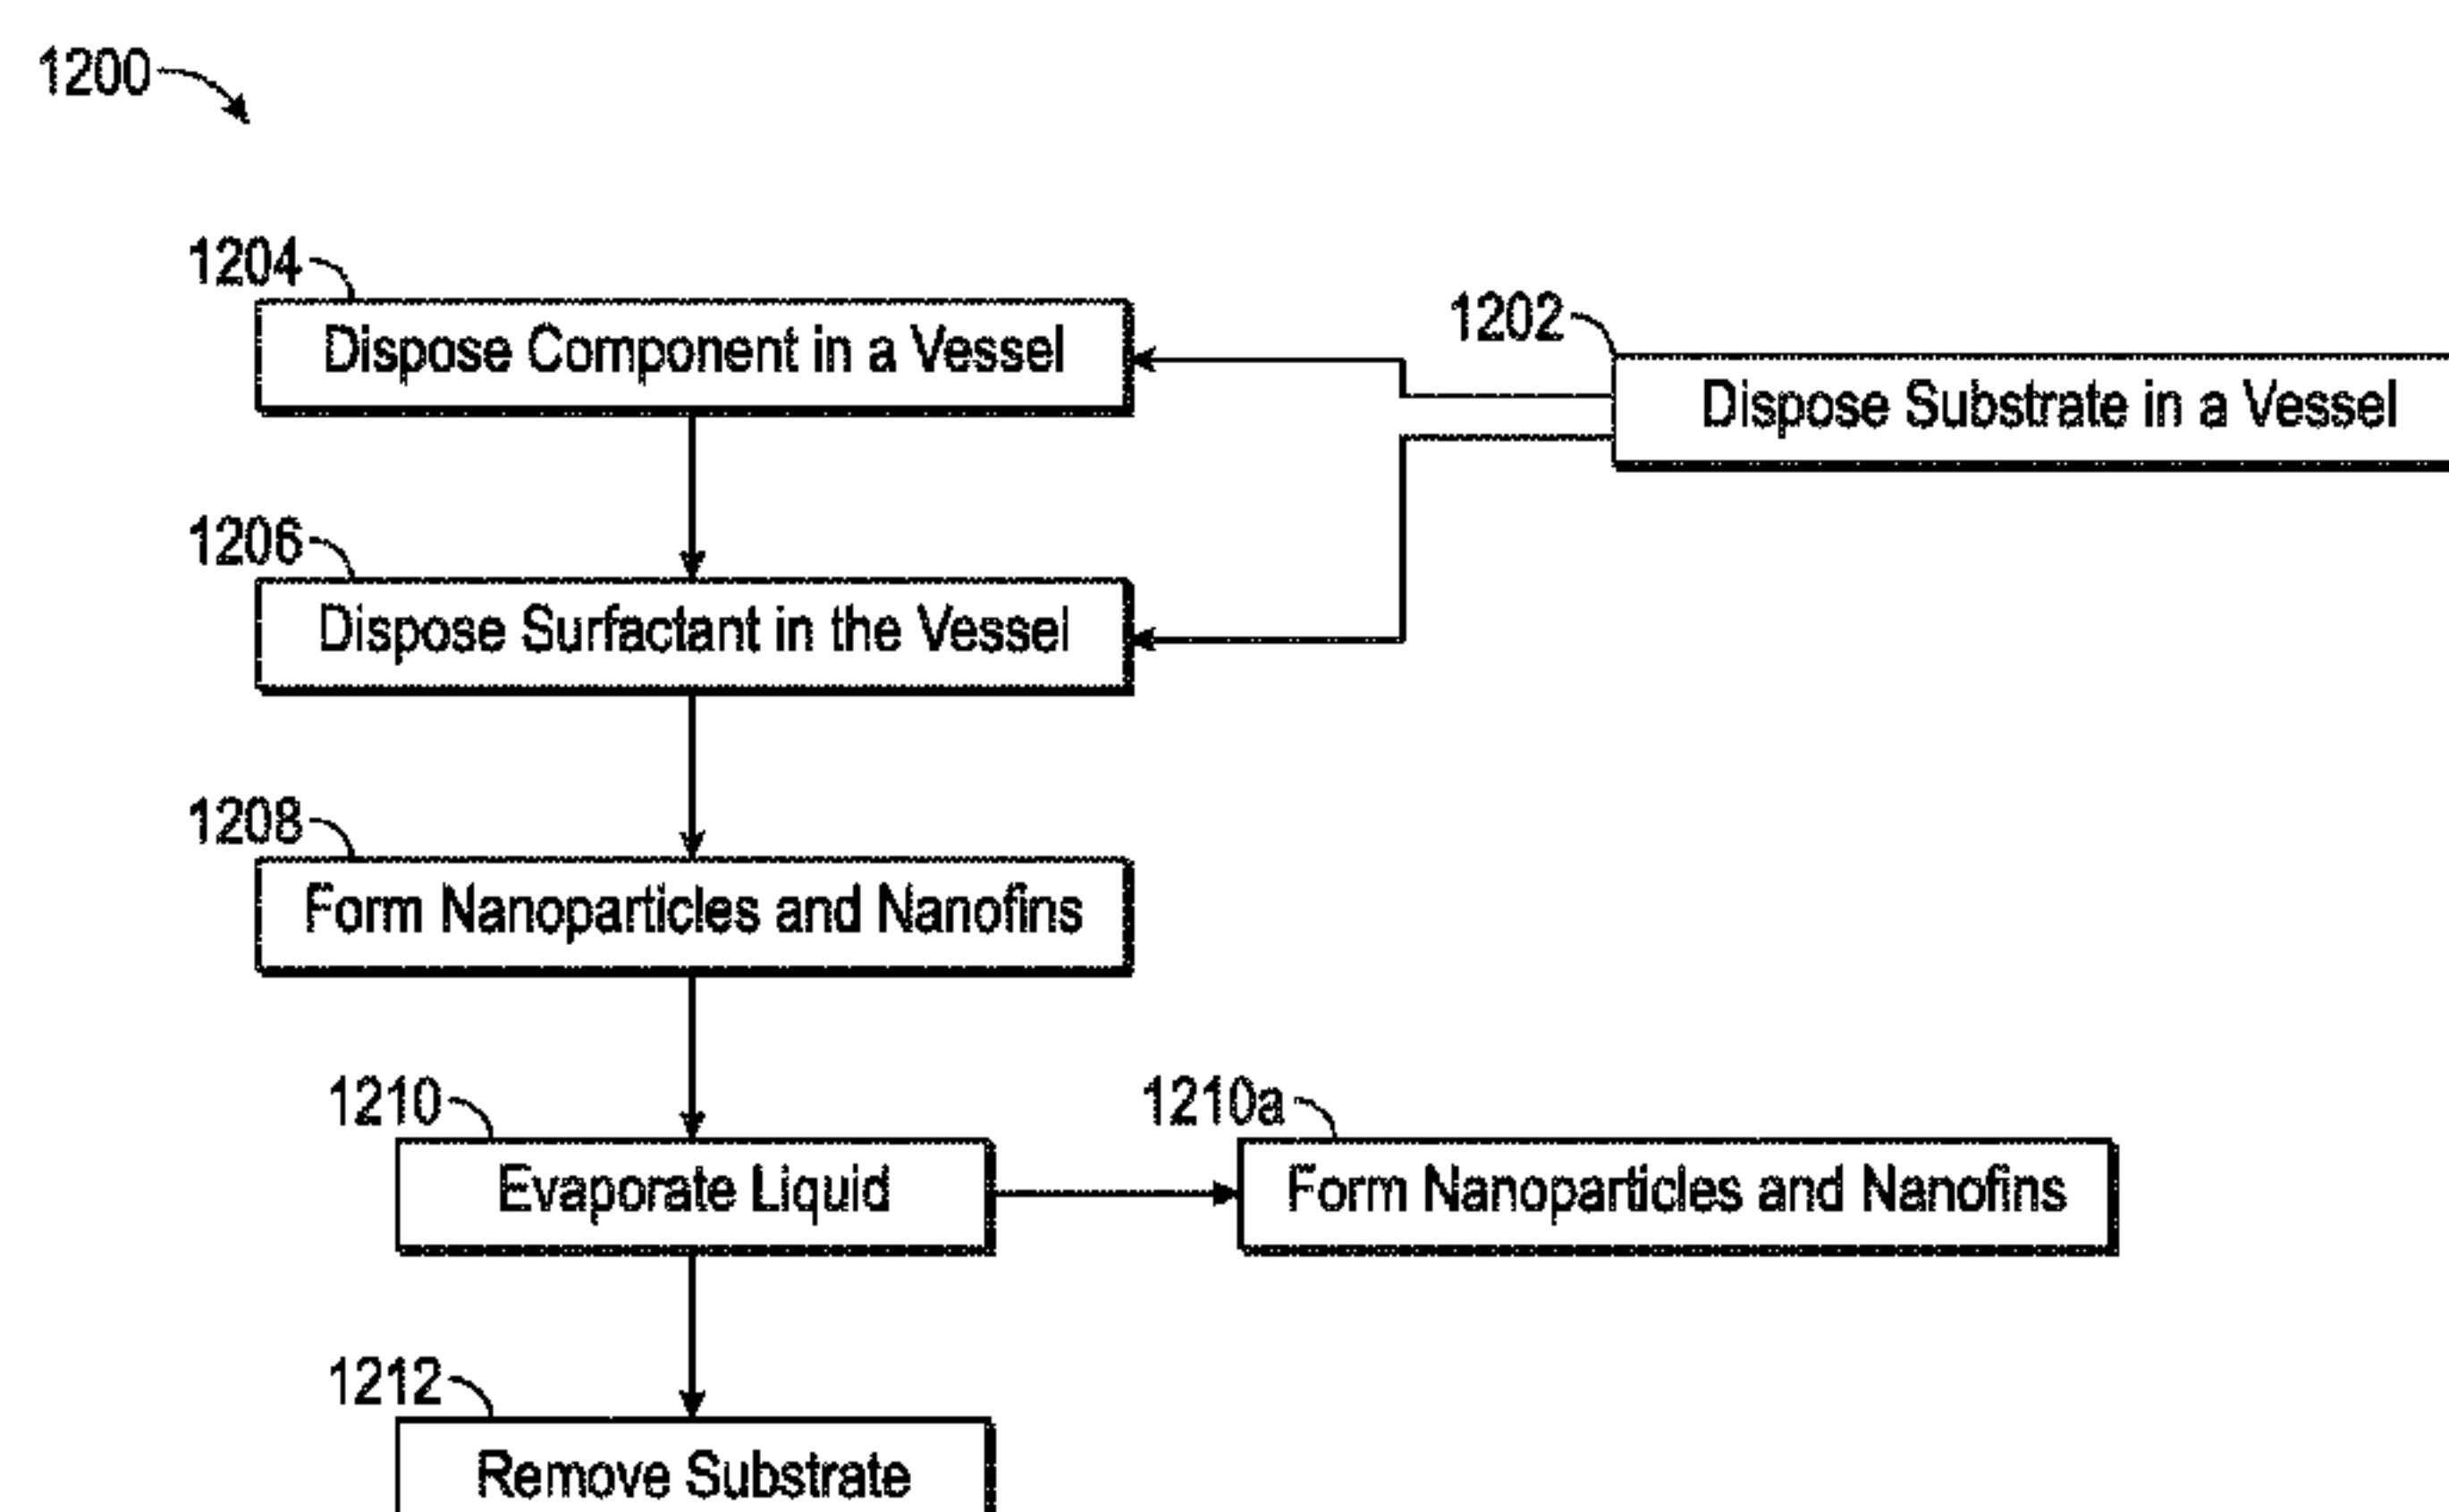 1200
1204
Dispose Component in a Vessel
1202
Dispose Substrate in a Vessel
1206
Dispose Surfactant in the Vessel
1208
Form Nanoparticles and Nanofins
1210
Evaporate Liquid
1210a
Form Nanoparticles and Nanofins
1212
Remove Substrate